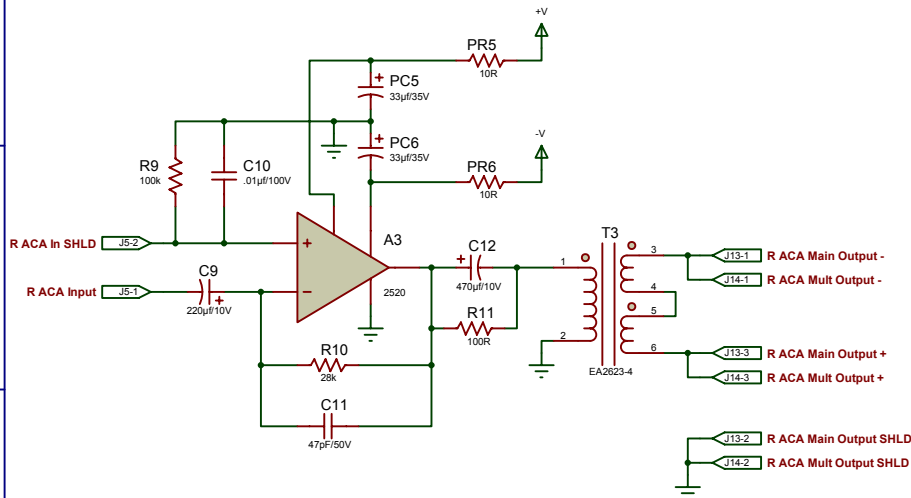 +V
PR5
10R
PC5
33µf/35V
-V
PC6
33µf/35V
R9
100k
C10
.01µf/100V
PR6
10R
R ACA In SHLD J5-2
+
A3
C12
+
470µf/10V
T3
1
3
J13-1 R ACA Main Output -
J14-1 R ACA Mult Output -
4
R ACA Input J5-1
C9
+
220µf/10V
−
2520
R11
100R
5
2
6
J13-3 R ACA Main Output +
EA2623-4
J14-3 R ACA Mult Output +
R10
28k
C11
47pF/50V
J13-2 R ACA Main Output SHLD
J14-2 R ACA Mult Output SHLD